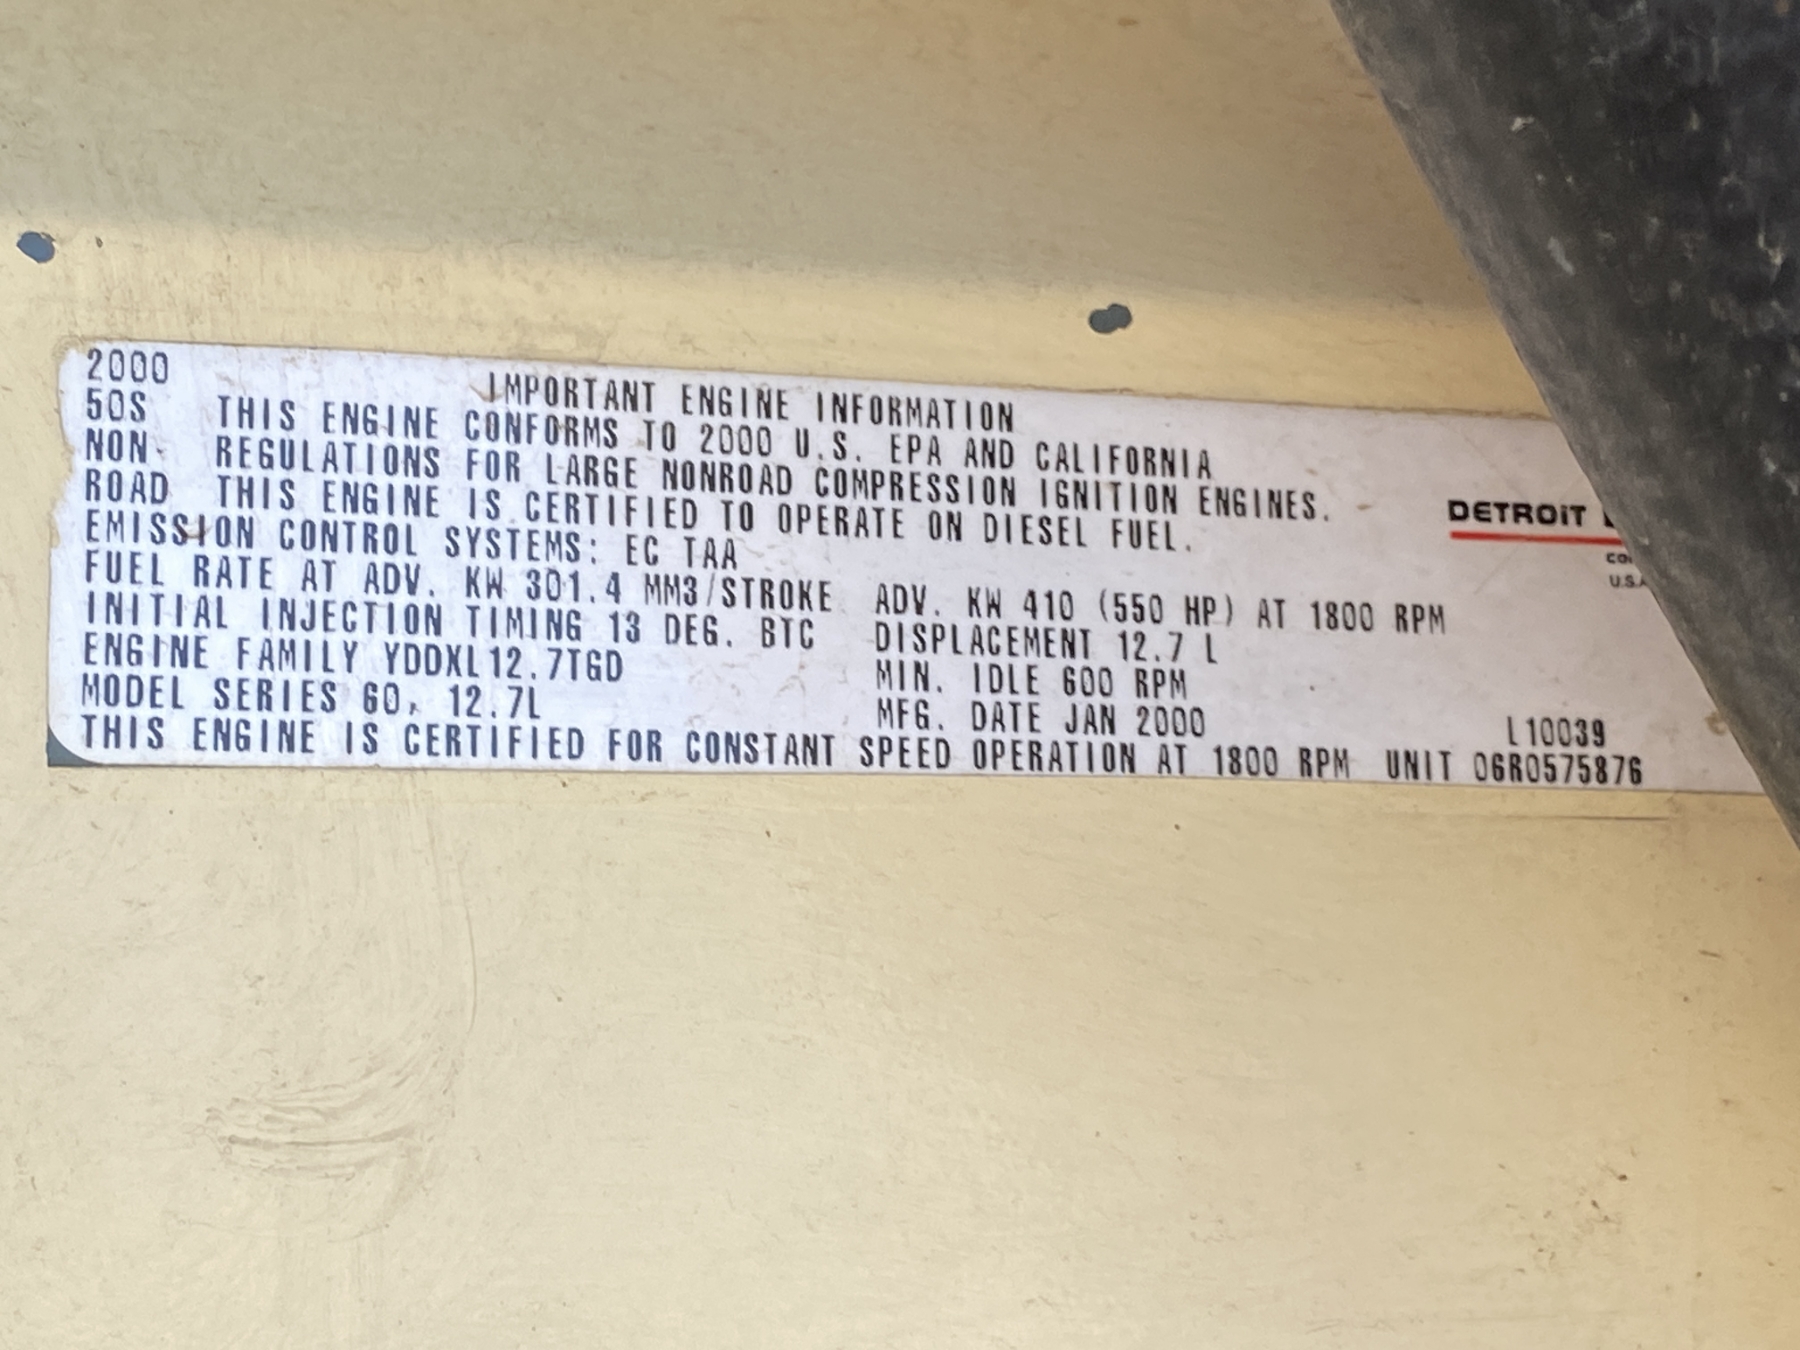 2000
IMPORTANT ENGINE INFORMATION
50S THIS ENGINE CONFORMS TO 2000 U.S. EPA AND CALIFORNIA
NON- REGULATIONS FOR LARGE NONROAD COMPRESSION IGNITION ENGINES.
ROAD THIS ENGINE IS CERTIFIED TO OPERATE ON DIESEL FUEL.
DETROIT
EMISSION CONTROL SYSTEMS: EC TAA
U.S.A
FUEL RATE AT ADV. KW 301.4 MM3/STROKE ADV. KW 410 (550 HP) AT 1800 RPM
INITIAL INJECTION TIMING 13 DEG. BTC DISPLACEMENT 12.7 L
ENGINE FAMILY YDDXL12.7TGD MIN. IDLE 600 RPM
MODEL SERIES 60, 12.7L MFG. DATE JAN 2000 L10039
THIS ENGINE IS CERTIFIED FOR CONSTANT SPEED OPERATION AT 1800 RPM UNIT 06R0575876